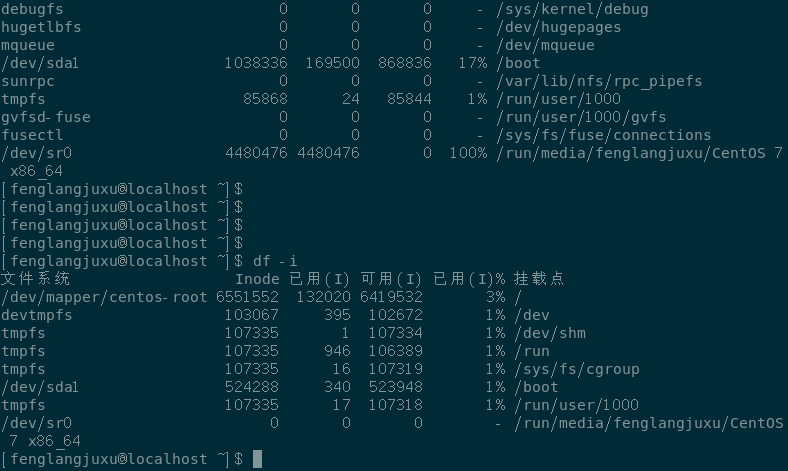 debugfs 0 0 0 - /sys/kernel/debug
hugetlbfs 0 0 0 - /dev/hugepages
mqueue 0 0 0 - /dev/mqueue
/dev/sda1 1038336 169500 868836 17% /boot
sunrpc 0 0 0 - /var/lib/nfs/rpc_pipefs
tmpfs 85868 24 85844 1% /run/user/1000
gvfsd-fuse 0 0 0 - /run/user/1000/gvfs
fusectl 0 0 0 - /sys/fs/fuse/connections
/dev/sr0 4480476 4480476 0 100% /run/media/fenglangjuxu/CentOS 7
x86_64
[fenglangjuxu@localhost ~]$
[fenglangjuxu@localhost ~]$
[fenglangjuxu@localhost ~]$
[fenglangjuxu@localhost ~]$
[fenglangjuxu@localhost ~]$ df -i
文件系统 Inode 已用(I) 可用(I) 已用(I)% 挂载点
/dev/mapper/centos-root 6551552 132020 6419532 3% /
devtmpfs 103067 395 102672 1% /dev
tmpfs 107335 1 107334 1% /dev/shm
tmpfs 107335 946 106389 1% /run
tmpfs 107335 16 107319 1% /sys/fs/cgroup
/dev/sda1 524288 340 523948 1% /boot
tmpfs 107335 17 107318 1% /run/user/1000
/dev/sr0 0 0 0 - /run/media/fenglangjuxu/CentOS
7 x86_64
[fenglangjuxu@localhost ~]$